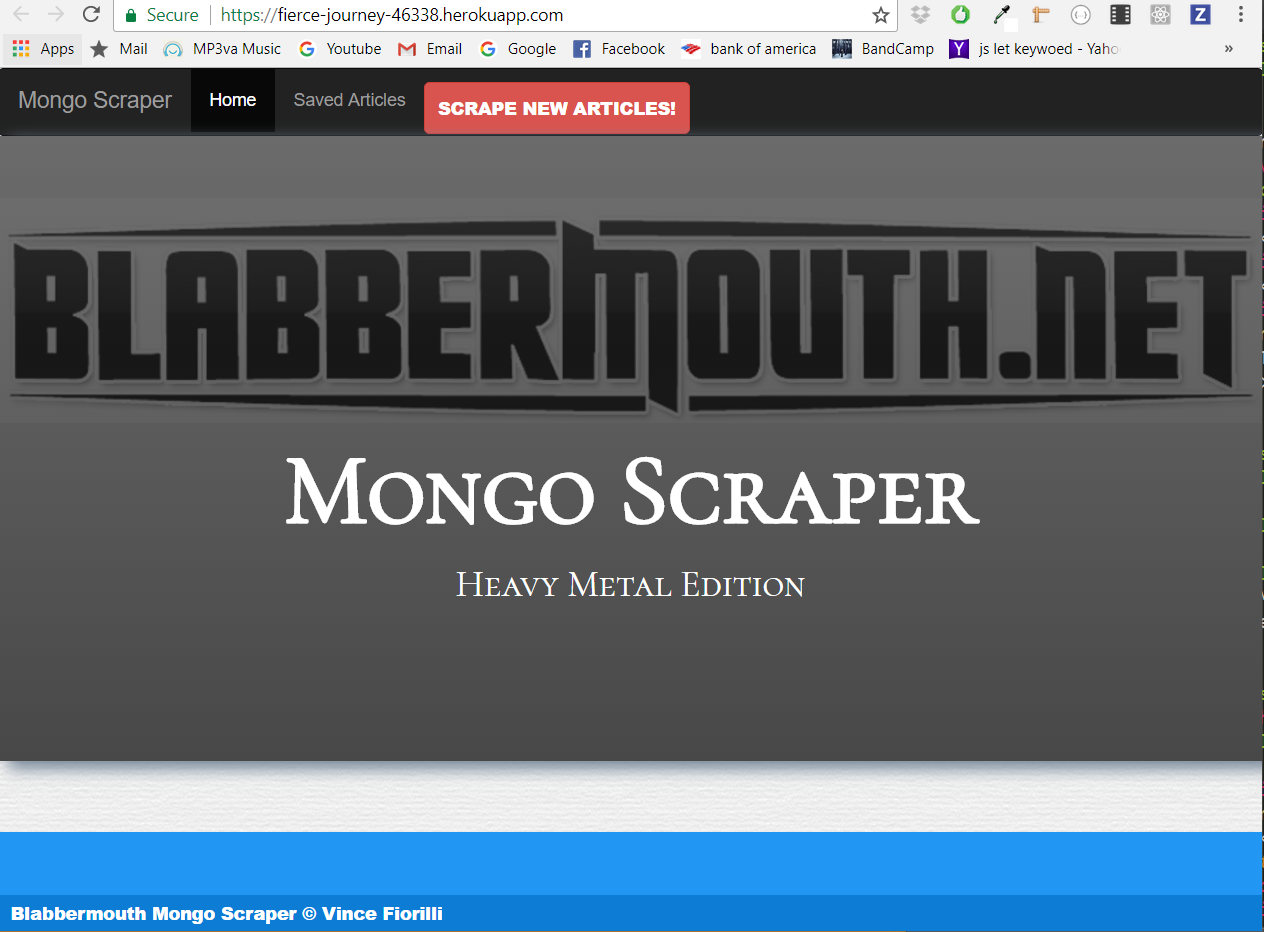 Secure https://fierce-journey-46338.herokuapp.com
Apps Mail MP3va Music Youtube Email Google Facebook bank of america BandCamp js let keywoed - Yaho »
Mongo Scraper Home Saved Articles SCRAPE NEW ARTICLES!
BLABBERMOUTH.NET
Mongo Scraper
Heavy Metal Edition
Blabbermouth Mongo Scraper © Vince Fiorilli